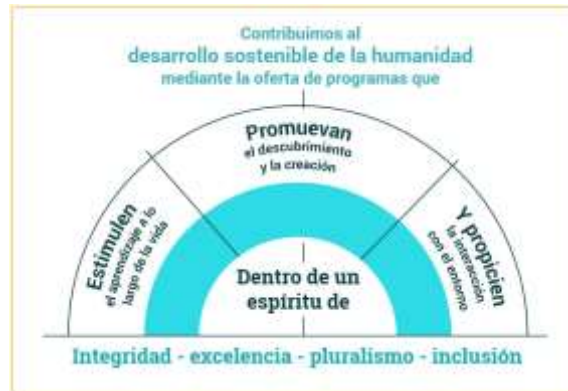 Contribuimos al
desarrollo sostenible de la humanidad
mediante la oferta de programas que
Estimulen
el aprendizaje a lo
largo de la vida
Promuevan
el descubrimiento
y la creación
Y propicien
la interacción
con el entorno
Dentro de un
espíritu de
Integridad - excelencia - pluralismo - inclusión